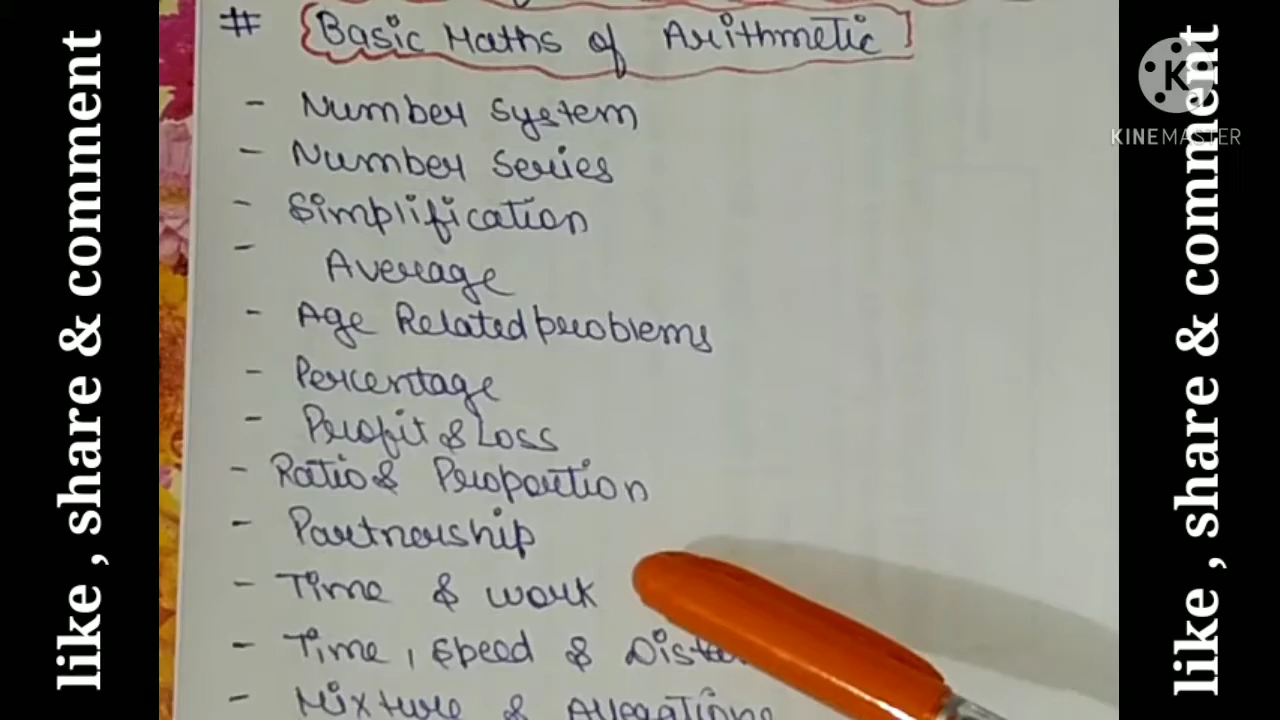 # Basic Maths of Arithmetic
- Number System
- Number Series
- Simplification
- Average
- Age Related problems
- Percentage
- Profit & Loss
- Ratio & Proportion
- Partnership
- Time & work
- Time, Speed &
- Mixture &
like , share & comment
like , share & comment
K
KINEMASTER